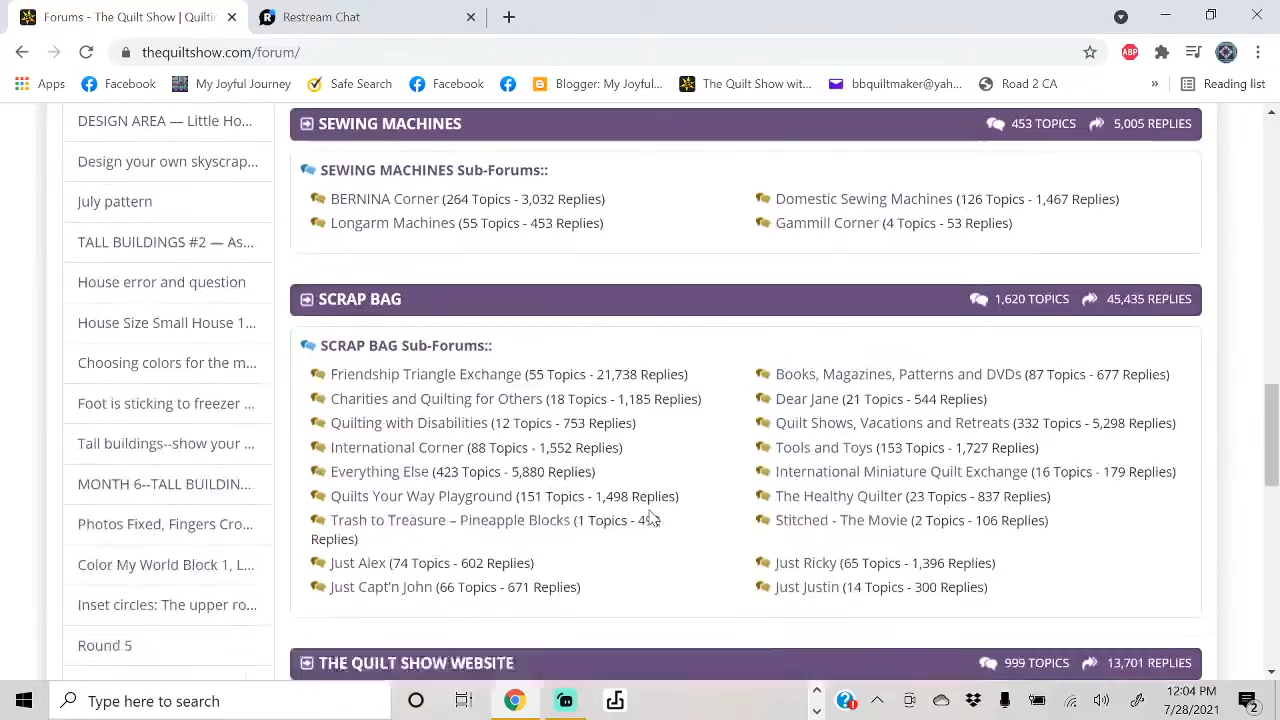 Forums - The Quilt Show | Quiltin
Restream Chat
thequiltshow.com/forum/
Apps
Facebook
My Joyful Journey
Safe Search
Facebook
Blogger: My Joyful...
The Quilt Show wit...
bbquiltmaker@yah...
Road 2 CA
»
Reading list
DESIGN AREA — Little Ho...
Design your own skyscrap...
July pattern
TALL BUILDINGS #2 — As...
House error and question
House Size Small House 1...
Choosing colors for the m...
Foot is sticking to freezer ...
Tall buildings--show your ...
MONTH 6--TALL BUILDIN...
Photos Fixed, Fingers Cro...
Color My World Block 1, L...
Inset circles: The upper ro...
Round 5
SEWING MACHINES 453 TOPICS 5,005 REPLIES
SEWING MACHINES Sub-Forums::
BERNINA Corner (264 Topics - 3,032 Replies)
Domestic Sewing Machines (126 Topics - 1,467 Replies)
Longarm Machines (55 Topics - 453 Replies)
Gammill Corner (4 Topics - 53 Replies)
SCRAP BAG 1,620 TOPICS 45,435 REPLIES
SCRAP BAG Sub-Forums::
Friendship Triangle Exchange (55 Topics - 21,738 Replies)
Books, Magazines, Patterns and DVDs (87 Topics - 677 Replies)
Charities and Quilting for Others (18 Topics - 1,185 Replies)
Dear Jane (21 Topics - 544 Replies)
Quilting with Disabilities (12 Topics - 753 Replies)
Quilt Shows, Vacations and Retreats (332 Topics - 5,298 Replies)
International Corner (88 Topics - 1,552 Replies)
Tools and Toys (153 Topics - 1,727 Replies)
Everything Else (423 Topics - 5,880 Replies)
International Miniature Quilt Exchange (16 Topics - 179 Replies)
Quilts Your Way Playground (151 Topics - 1,498 Replies)
The Healthy Quilter (23 Topics - 837 Replies)
Trash to Treasure – Pineapple Blocks (1 Topics -
Replies)
Stitched - The Movie (2 Topics - 106 Replies)
Just Alex (74 Topics - 602 Replies)
Just Ricky (65 Topics - 1,396 Replies)
Just Capt'n John (66 Topics - 671 Replies)
Just Justin (14 Topics - 300 Replies)
THE QUILT SHOW WEBSITE 999 TOPICS 13,701 REPLIES
Type here to search
12:04 PM
7/28/2021
2